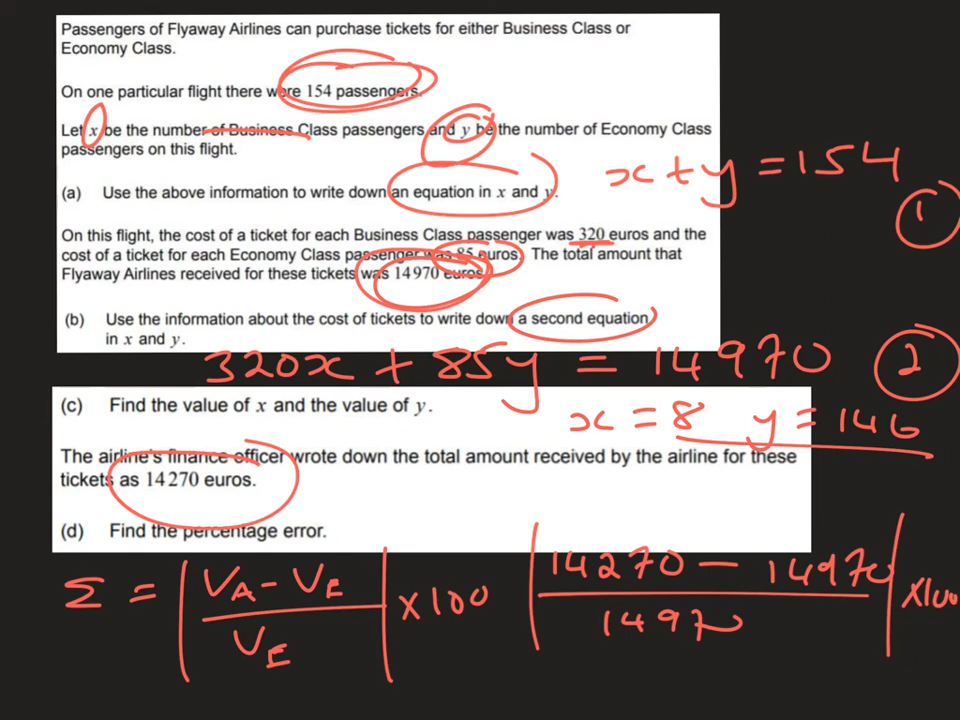 Passengers of Flyaway Airlines can purchase tickets for either Business Class or
Economy Class.
On one particular flight there were 154 passengers.
Let x be the number of Business Class passengers and y be the number of Economy Class
passengers on this flight.
(a) Use the above information to write down an equation in x and y.
x + y = 154
1
On this flight, the cost of a ticket for each Business Class passenger was 320 euros and the
cost of a ticket for each Economy Class passenger was 85 euros. The total amount that
Flyaway Airlines received for these tickets was 14 970 euros.
(b) Use the information about the cost of tickets to write down a second equation
in x and y.
320x + 85y = 14970 2
(c) Find the value of x and the value of y.
x = 8 y = 146
The airline's finance officer wrote down the total amount received by the airline for these
tickets as 14 270 euros.
(d) Find the percentage error.
Σ = | VA - VE / VE | × 100 | 14270 - 14970 / 14970 | × 100